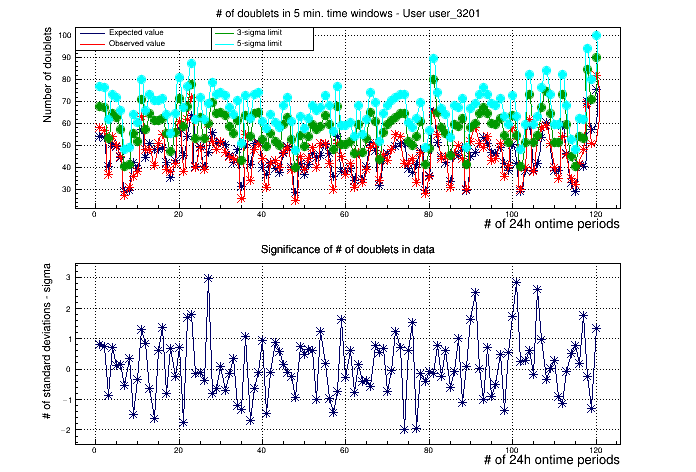 # of doublets in 5 min. time windows - User user_3201
Number of doublets
Expected value
3-sigma limit
Observed value
5-sigma limit
100
90
80
70
60
50
40
30
0
20
40
60
80
100
120
# of 24h ontime periods
Significance of # of doublets in data
# of standard deviations - sigma
3
2
1
0
−1
−2
0
20
40
60
80
100
120
# of 24h ontime periods